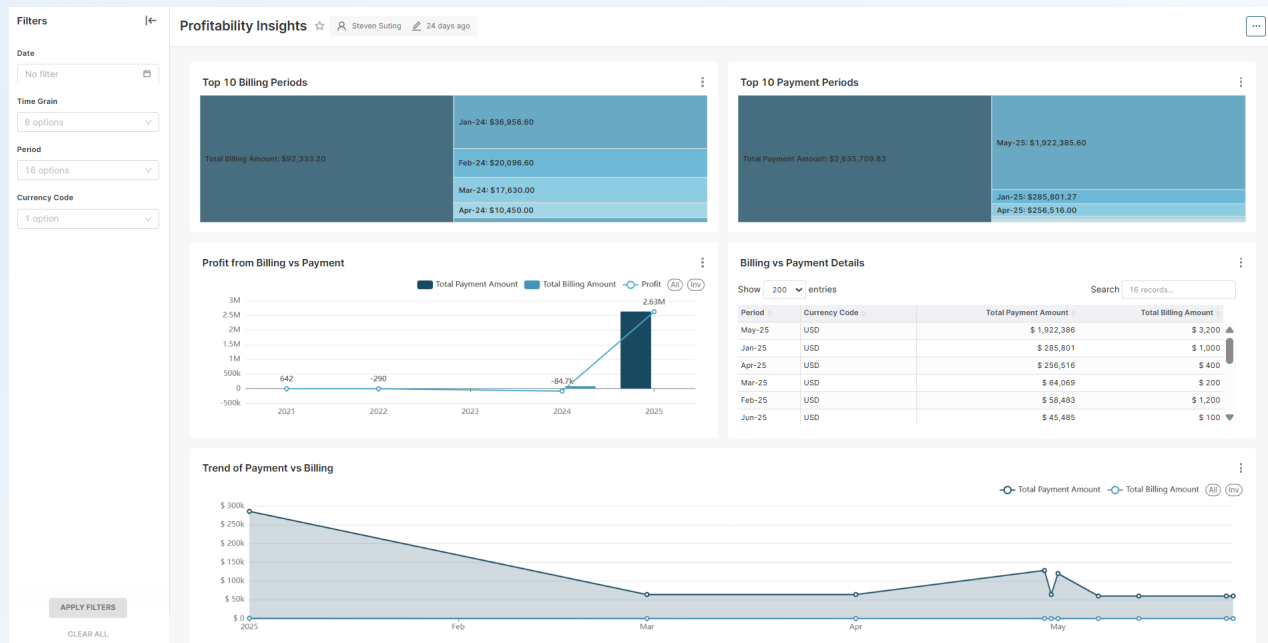 Filters
Date
No filter
Time Grain
8 options
Period
16 options
Currency Code
1 option
APPLY FILTERS
CLEAR ALL
Profitability Insights Steven Suting 24 days ago
Top 10 Billing Periods
Total Billing Amount: $92,333.20
Jan-24: $36,956.60
Feb-24: $20,096.60
Mar-24: $17,630.00
Apr-24: $10,450.00
Top 10 Payment Periods
Total Payment Amount: $2,635,709.83
May-25: $1,922,385.60
Jan-25: $285,801.27
Apr-25: $256,516.00
Profit from Billing vs Payment
Total Payment Amount Total Billing Amount Profit All Inv
3M
2.5M
2M
1.5M
1M
500k
0
-500k
642 -290 -84.7k 2.63M
2021 2022 2023 2024 2025
Billing vs Payment Details
Show 200 entries Search 16 records...
Period Currency Code Total Payment Amount Total Billing Amount
May-25 USD $ 1,922,386 $ 3,200
Jan-25 USD $ 285,801 $ 1,000
Apr-25 USD $ 256,516 $ 400
Mar-25 USD $ 64,069 $ 200
Feb-25 USD $ 58,483 $ 1,200
Jun-25 USD $ 45,485 $ 100
Trend of Payment vs Billing
Total Payment Amount Total Billing Amount All Inv
$ 300k
$ 250k
$ 200k
$ 150k
$ 100k
$ 50k
$ 0
2025 Feb Mar Apr May